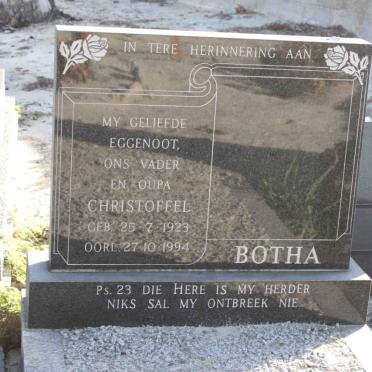 IN TERE HERINNERING AAN
MY GELIEFDE
EGGENOOT,
ONS VADER
EN OUPA
CHRISTOFFEL
GEB. 25·7·1923
OORL. 27·10·1994
BOTHA
Ps. 23 DIE HERE IS MY HERDER
NIKS SAL MY ONTBREEK NIE.